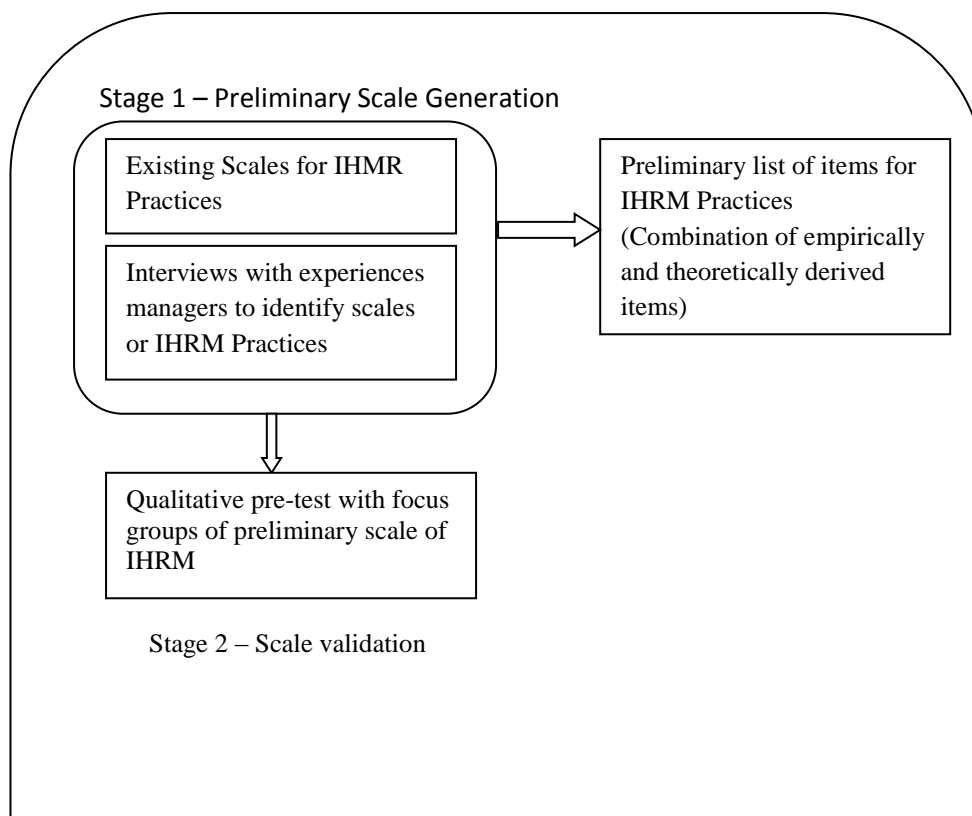 Stage 1 – Preliminary Scale Generation
Existing Scales for IHMR
Practices
Interviews with experiences
managers to identify scales
or IHRM Practices
Preliminary list of items for
IHRM Practices
(Combination of empirically
and theoretically derived
items)
Qualitative pre-test with focus
groups of preliminary scale of
IHRM
Stage 2 – Scale validation